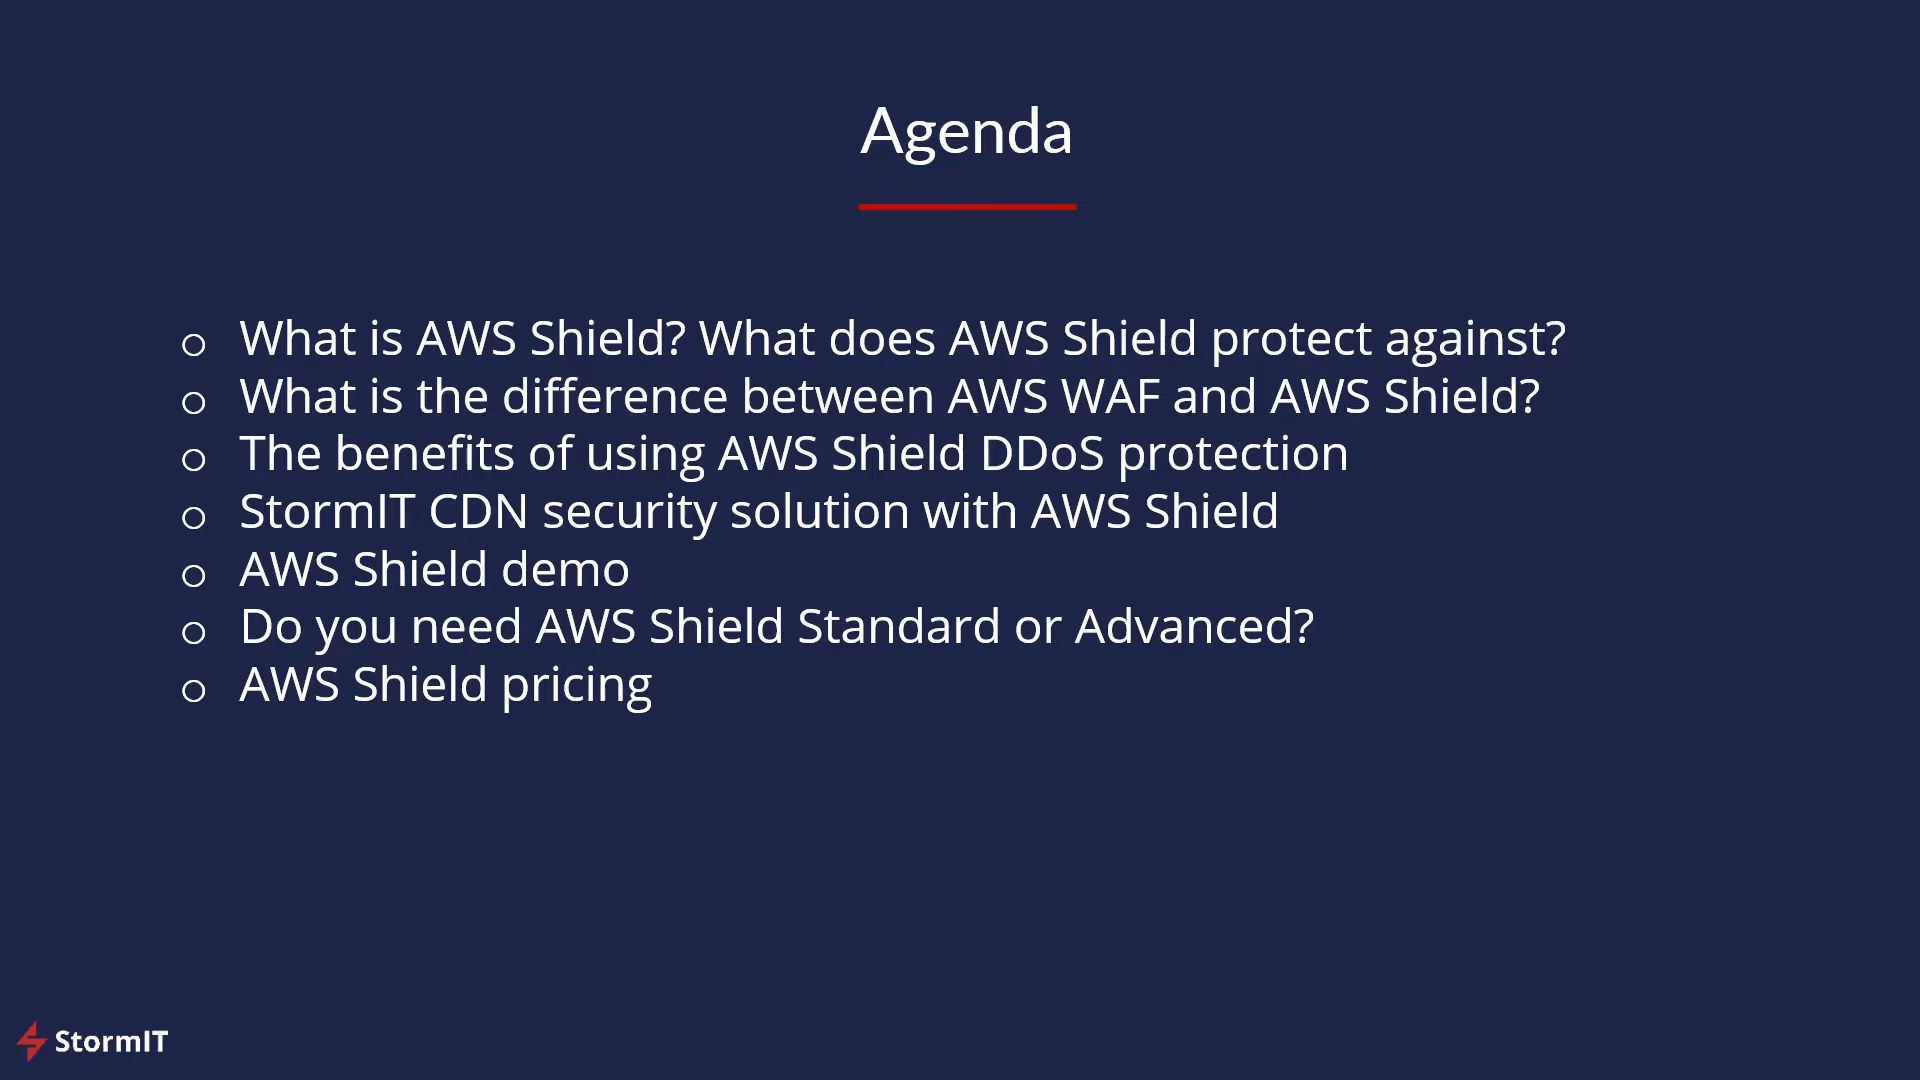 Agenda
What is AWS Shield? What does AWS Shield protect against?
What is the difference between AWS WAF and AWS Shield?
The benefits of using AWS Shield DDoS protection
StormIT CDN security solution with AWS Shield
AWS Shield demo
Do you need AWS Shield Standard or Advanced?
AWS Shield pricing
StormIT